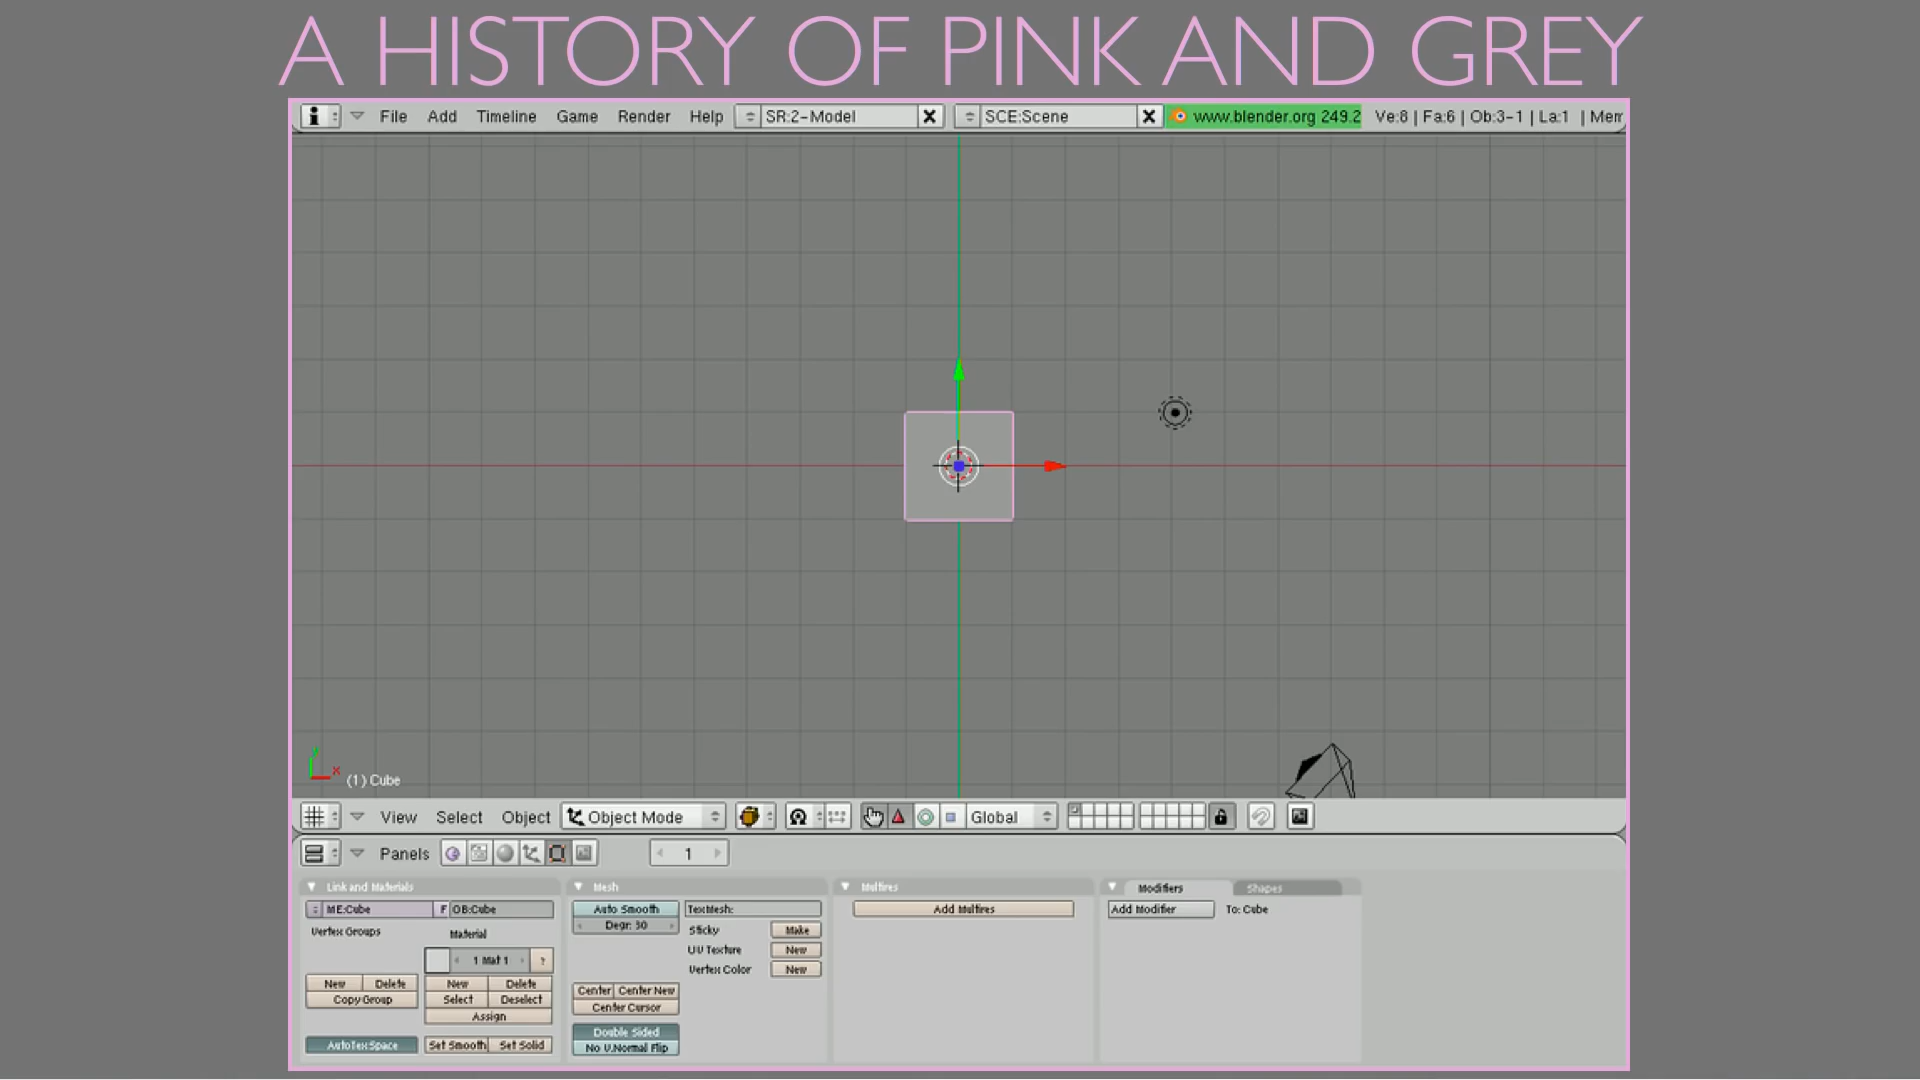 A HISTORY OF PINK AND GREY
File Add Timeline Game Render Help SR:2-Model X SCE:Scene X www.blender.org 249.2 Ve:8 | Fa:6 | Ob:3-1 | La:1 | Mem
y
x
(1) Cube
View Select Object Object Mode Global
Panels 1
Link and Materials Mesh Multires Modifiers Shapes
ME:Cube F OB:Cube Auto Smooth TexMesh: Add Multires Add Modifier To: Cube
Degr: 30
Vertex Groups Material Sticky Make
UV Texture New
1 Mat 1 ? Vertex Color New
New Delete New Delete
Center Center New
Copy Group Select Deselect
Center Cursor
Assign
Double Sided
AutoTexSpace Set Smooth Set Solid
No V.Normal Flip